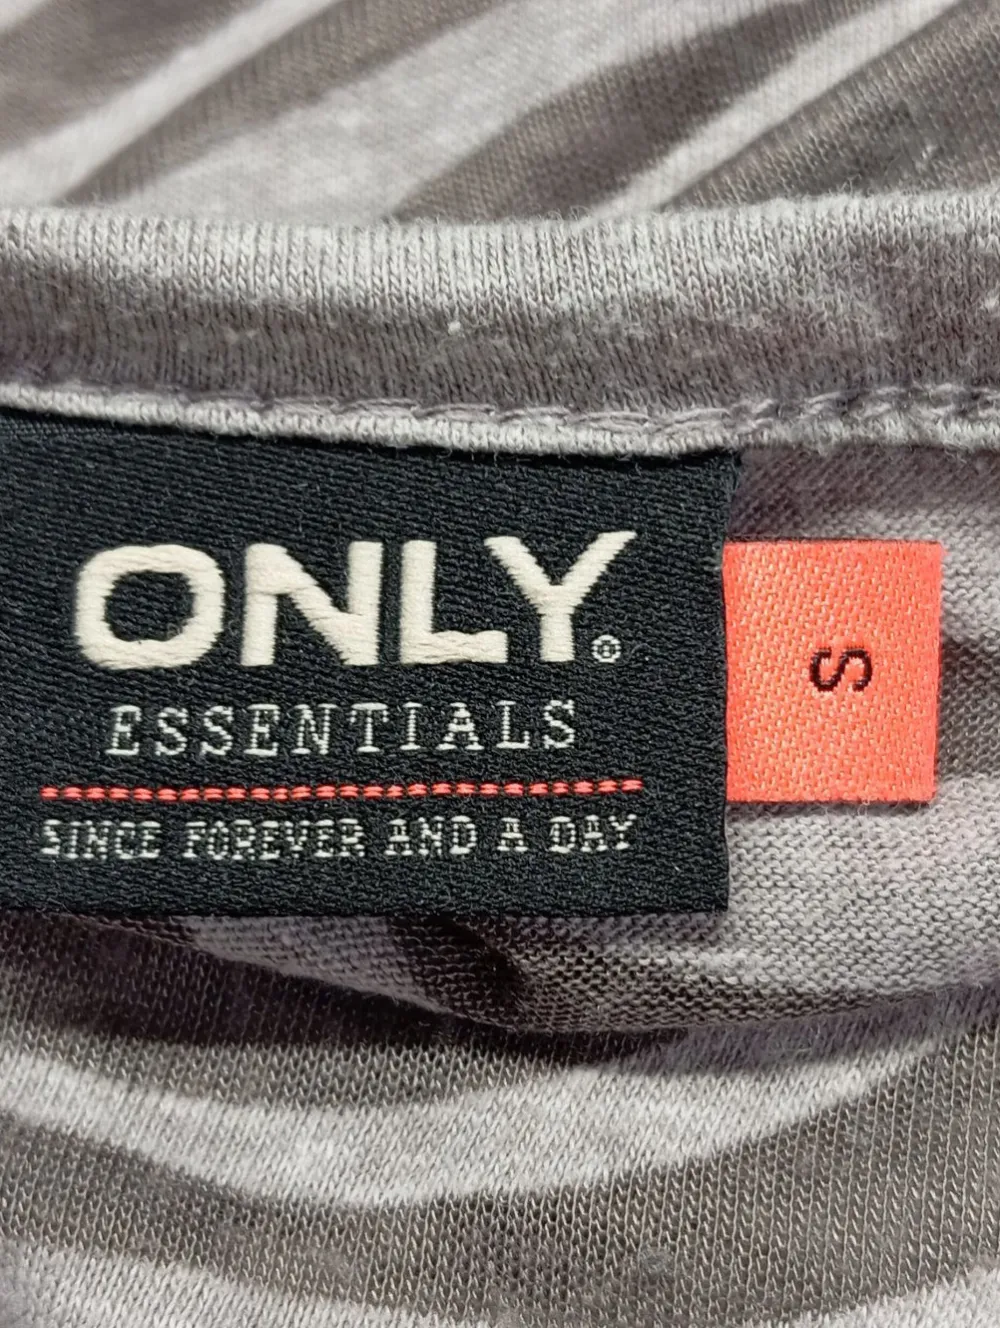 ONLY®
ESSENTIALS
SINCE FOREVER AND A DAY
S